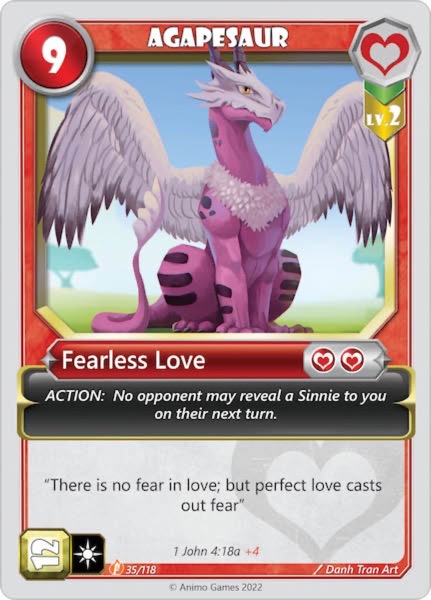 9
AGAPESAUR
LV.2
Fearless Love
ACTION: No opponent may reveal a Sinnie to you
on their next turn.
"There is no fear in love; but perfect love casts
out fear"
1 John 4:18a +4
12
35/118
Danh Tran Art
© Animo Games 2022